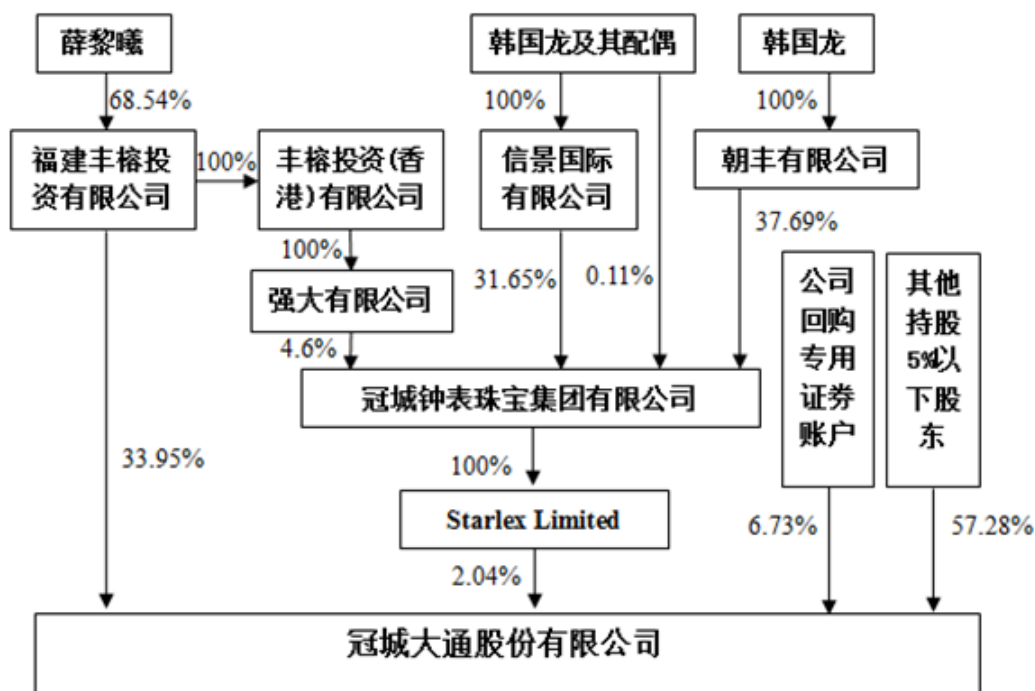 薛黎曦
韩国龙及其配偶
韩国龙
68.54%
100%
100%
福建丰榕投
资有限公司
100%
丰榕投资(香
港)有限公司
信景国际
有限公司
朝丰有限公司
100%
31.65%
0.11%
37.69%
强大有限公司
4.6%
公司
回购
专用
证券
账户
其他
持股
5%以
下股
东
冠城钟表珠宝集团有限公司
33.95%
100%
Starlex Limited
6.73%
57.28%
2.04%
冠城大通股份有限公司